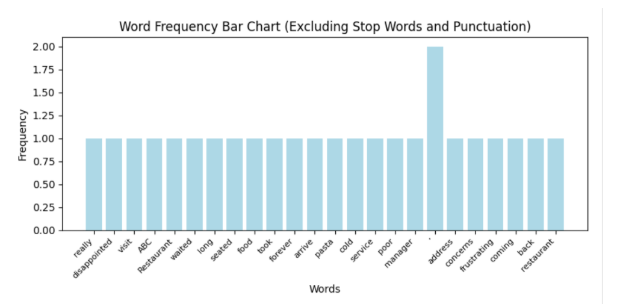 Word Frequency Bar Chart (Excluding Stop Words and Punctuation)
2.00
1.75
1.50
1.25
1.00
0.75
0.50
0.25
0.00
Frequency
really
disappointed
visit
ABC
Restaurant
waited
long
seated
food
took
forever
arrive
pasta
cold
service
poor
manager
'
address
concerns
frustrating
coming
back
restaurant
Words